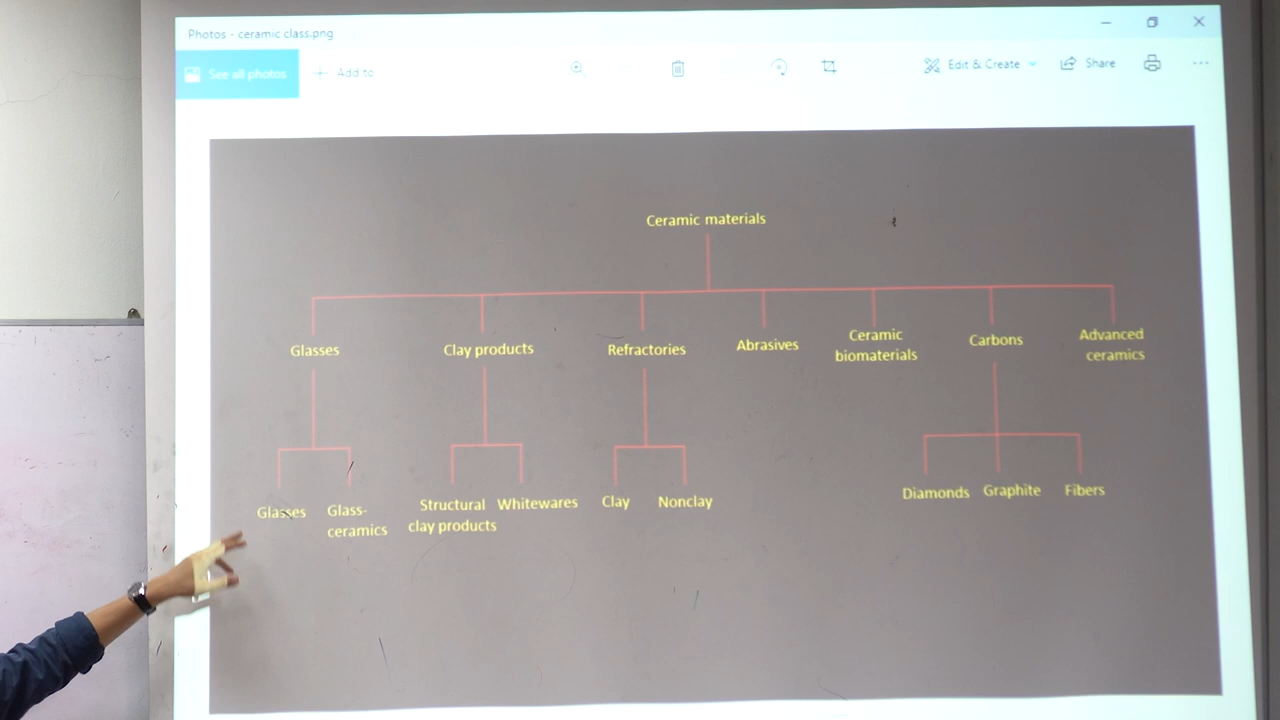 Photos - ceramic class.png
See all photos
Add to
Edit & Create
Share
Ceramic materials
Glasses
Clay products
Refractories
Abrasives
Ceramic
biomaterials
Carbons
Advanced
ceramics
Glasses
Glass-
ceramics
Structural
clay products
Whitewares
Clay
Nonclay
Diamonds
Graphite
Fibers